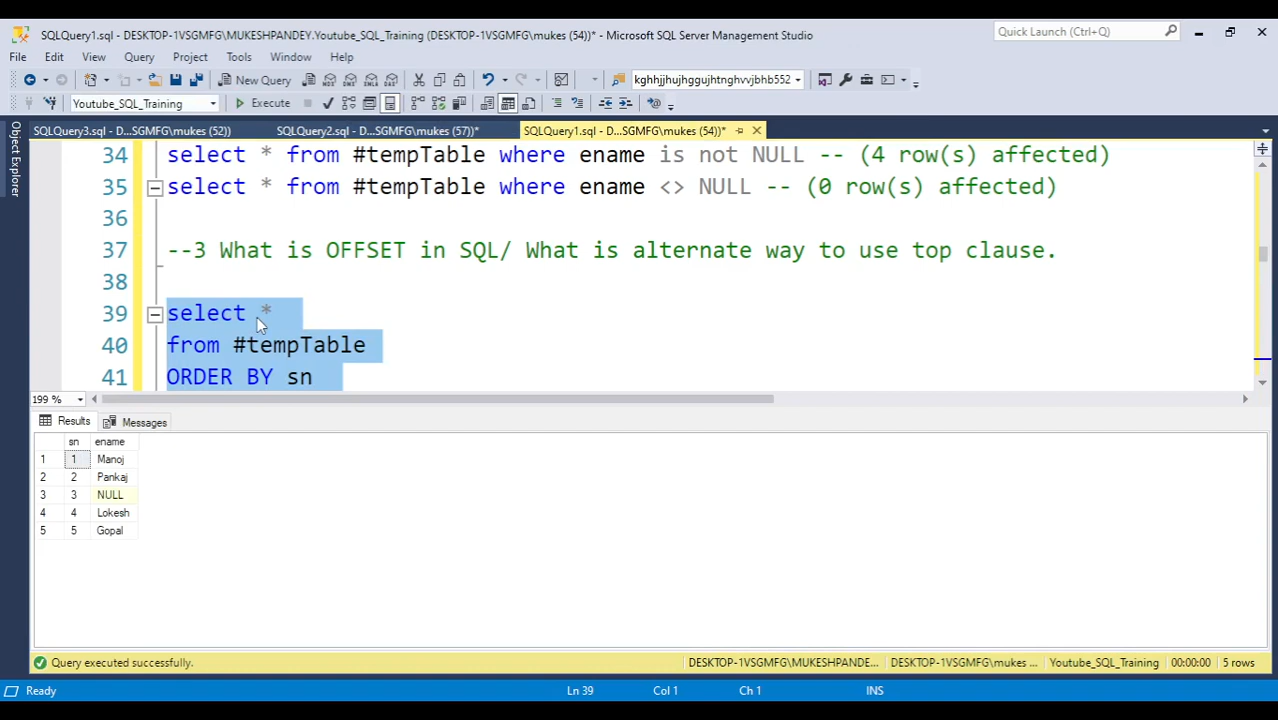 SQLQuery1.sql - DESKTOP-1VSGMFG\MUKESHPANDEY.Youtube_SQL_Training (DESKTOP-1VSGMFG\mukes (54))* - Microsoft SQL Server Management Studio
Quick Launch (Ctrl+Q)
File Edit View Query Project Tools Window Help
New Query
kghhjjhujhggujhtnghvvjbhb552
Youtube_SQL_Training
Execute
SQLQuery3.sql - D...SGMFG\mukes (52)) SQLQuery2.sql - D...SGMFG\mukes (57))* SQLQuery1.sql - D...SGMFG\mukes (54))*
Object Explorer
34 select * from #tempTable where ename is not NULL -- (4 row(s) affected)
35 select * from #tempTable where ename <> NULL -- (0 row(s) affected)
36
37 --3 What is OFFSET in SQL/ What is alternate way to use top clause.
38
39 select *
40 from #tempTable
41 ORDER BY sn
199 %
Results Messages
sn ename
1 1 Manoj
2 2 Pankaj
3 3 NULL
4 4 Lokesh
5 5 Gopal
Query executed successfully. DESKTOP-1VSGMFG\MUKESHPANDE... DESKTOP-1VSGMFG\mukes ... Youtube_SQL_Training 00:00:00 5 rows
Ready Ln 39 Col 1 Ch 1 INS